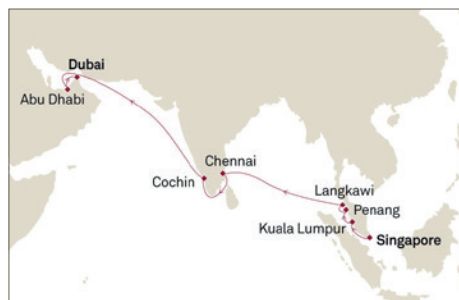 Dubai
Abu Dhabi
Chennai
Cochin
Langkawi
Penang
Kuala Lumpur
Singapore